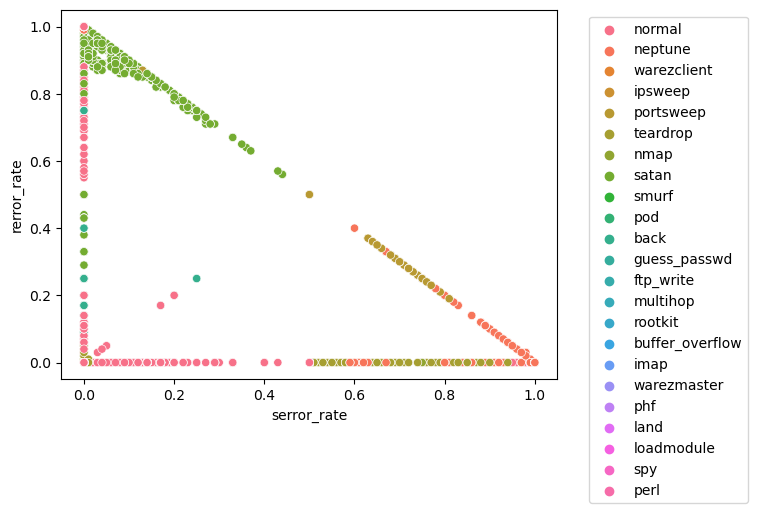 1.0
0.8
0.6
0.4
0.2
0.0
rerror_rate
0.0 0.2 0.4 0.6 0.8 1.0
serror_rate
normal
neptune
warezclient
ipsweep
portsweep
teardrop
nmap
satan
smurf
pod
back
guess_passwd
ftp_write
multihop
rootkit
buffer_overflow
imap
warezmaster
phf
land
loadmodule
spy
perl